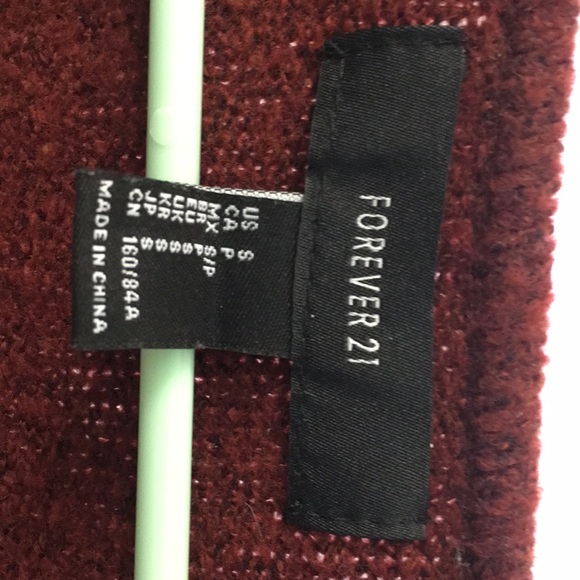 FOREVER 21
US S
CA P
MX S/P
BR P
EU S
UK S
KR S
JP S
CN 160/84A
MADE IN CHINA